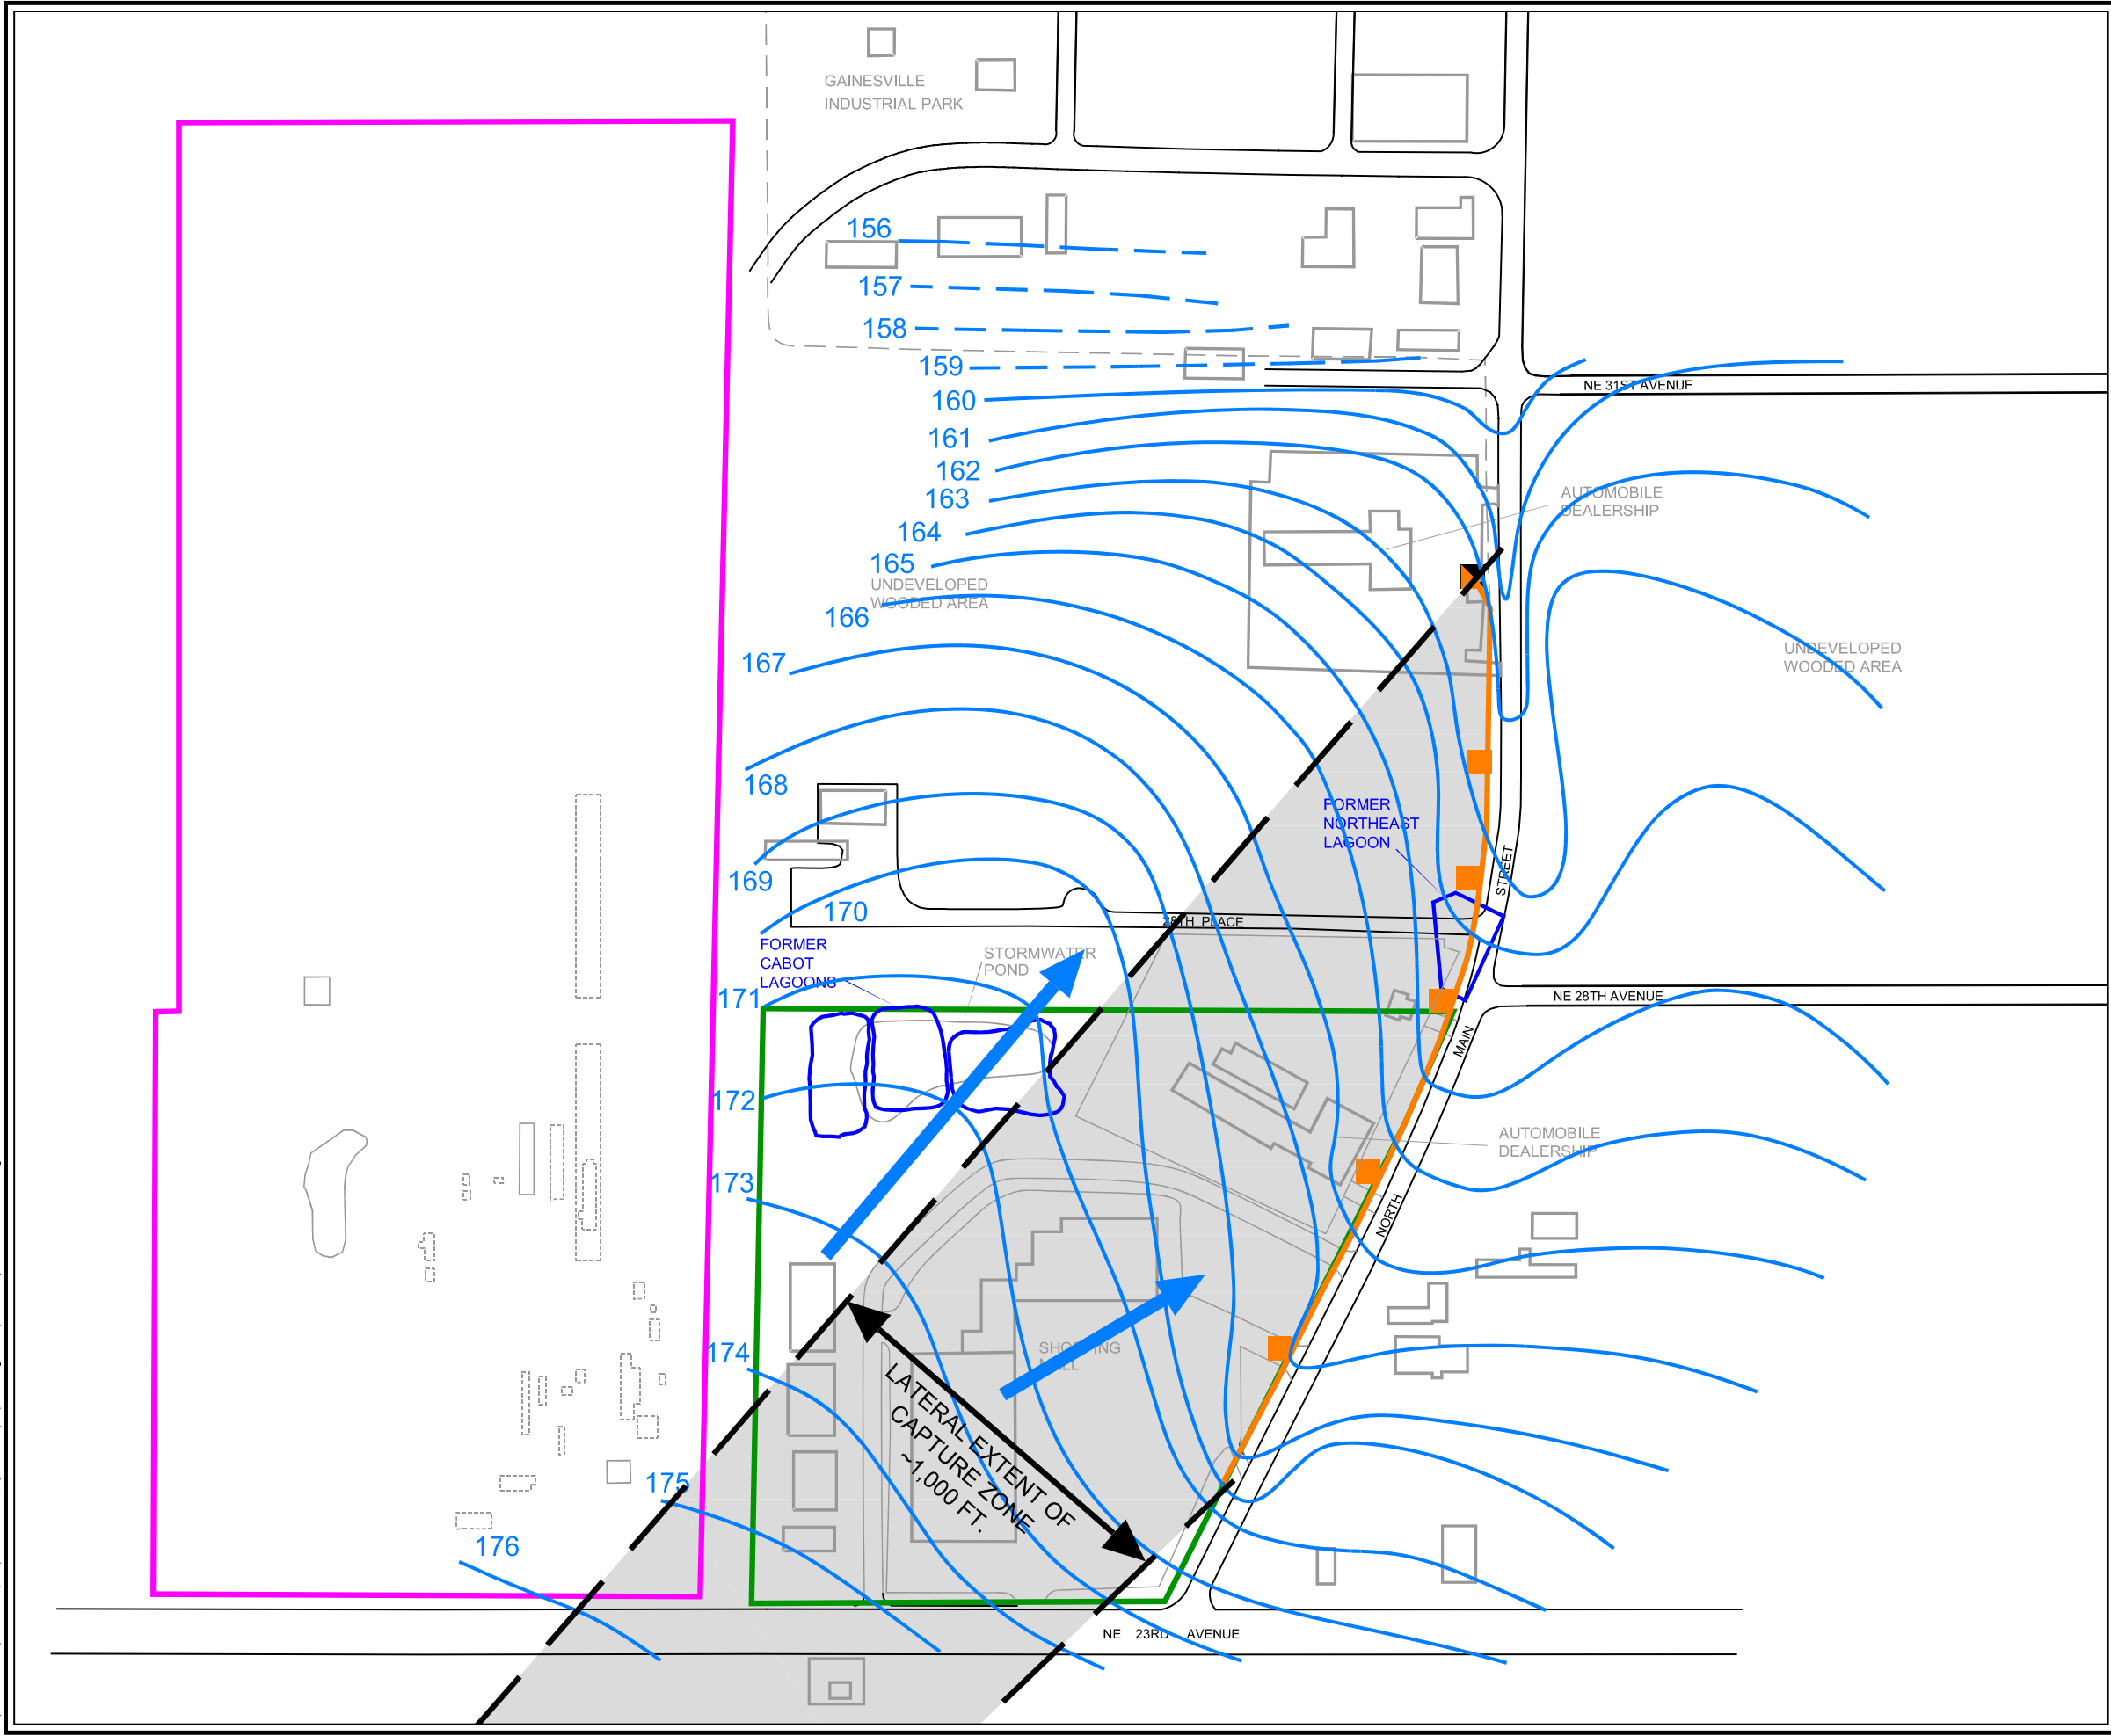 GAINESVILLE
INDUSTRIAL PARK
156
157
158
159
160
161
162
163
164
165
166
167
168
169
170
171
172
173
174
175
176
NE 31ST AVENUE
AUTOMOBILE
DEALERSHIP
UNDEVELOPED
WOODED AREA
UNDEVELOPED
WOODED AREA
FORMER
NORTHEAST
LAGOON
STREET
28TH PLACE
FORMER
CABOT
LAGOONS
STORMWATER
POND
NE 28TH AVENUE
MAIN
AUTOMOBILE
DEALERSHIP
NORTH
SHOPPING
MALL
LATERAL EXTENT OF
CAPTURE ZONE
~1,000 FT.
NE 23RD AVENUE